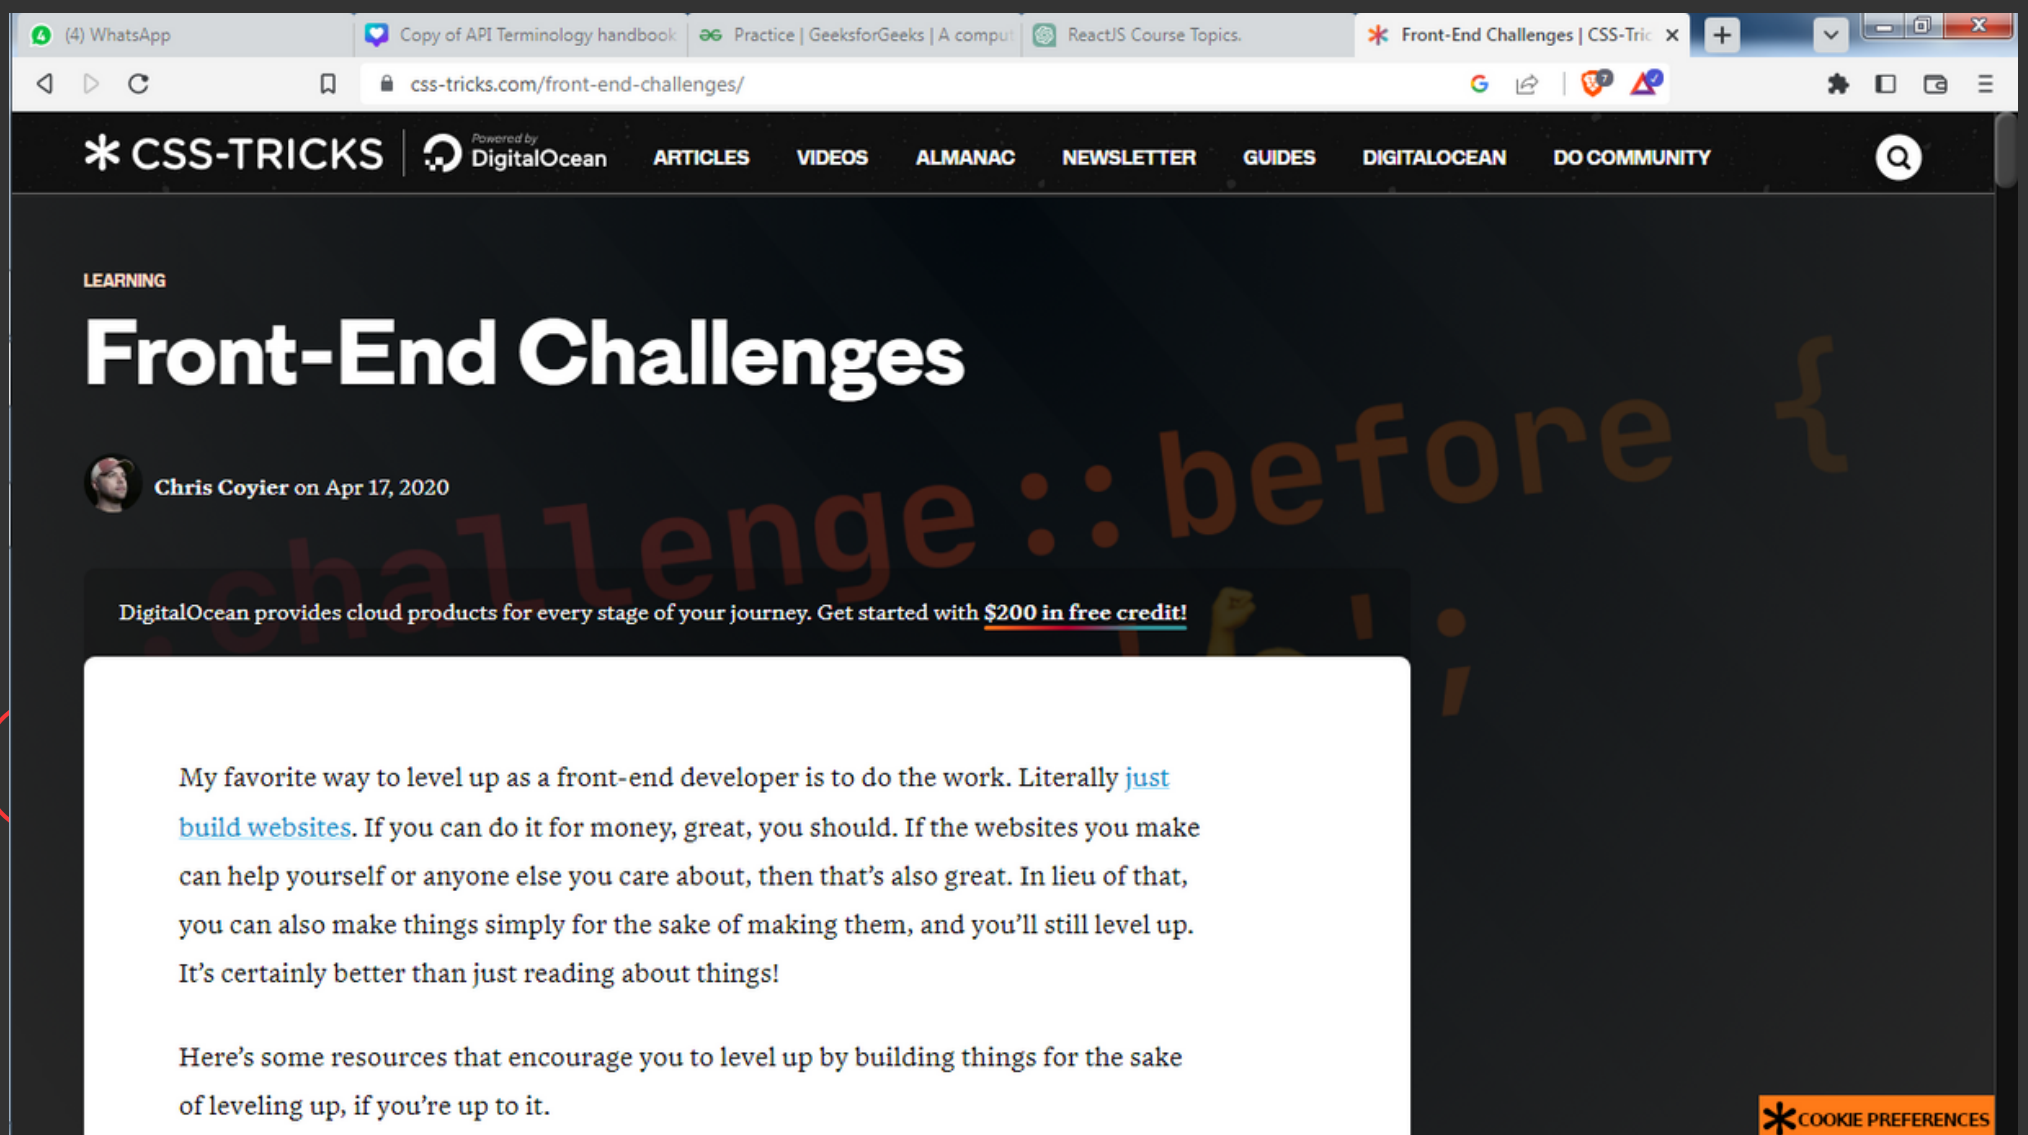 (4) WhatsApp
Copy of API Terminology handbook
Practice | GeeksforGeeks | A comput
ReactJS Course Topics.
Front-End Challenges | CSS-Tric
css-tricks.com/front-end-challenges/
7
CSS-TRICKS
Powered by
DigitalOcean
ARTICLES VIDEOS ALMANAC NEWSLETTER GUIDES DIGITALOCEAN DO COMMUNITY
LEARNING
Front-End Challenges
Chris Coyier on Apr 17, 2020
.challenge::before {
' ';
DigitalOcean provides cloud products for every stage of your journey. Get started with $200 in free credit!
My favorite way to level up as a front-end developer is to do the work. Literally just
build websites. If you can do it for money, great, you should. If the websites you make
can help yourself or anyone else you care about, then that’s also great. In lieu of that,
you can also make things simply for the sake of making them, and you’ll still level up.
It’s certainly better than just reading about things!
Here’s some resources that encourage you to level up by building things for the sake
of leveling up, if you’re up to it.
COOKIE PREFERENCES